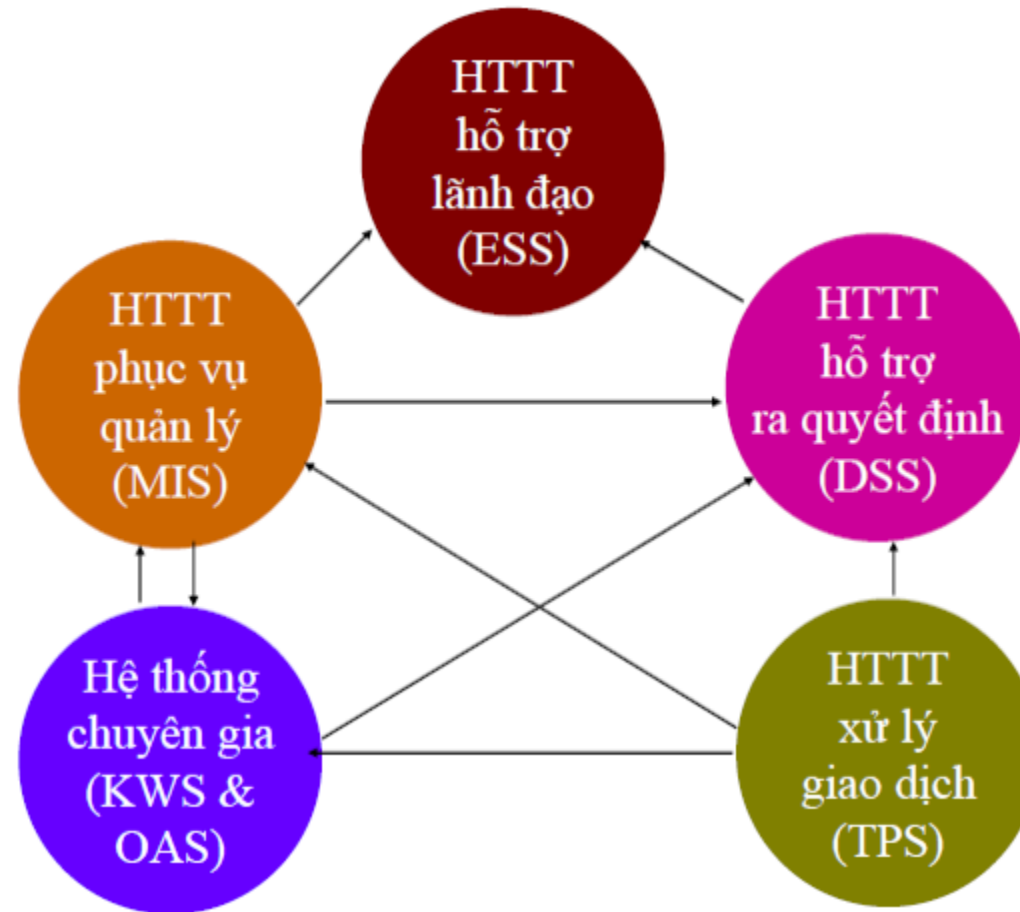 HTTT
hỗ trợ
lãnh đạo
(ESS)
HTTT
phục vụ
quản lý
(MIS)
HTTT
hỗ trợ
ra quyết định
(DSS)
Hệ thống
chuyên gia
(KWS &
OAS)
HTTT
xử lý
giao dịch
(TPS)